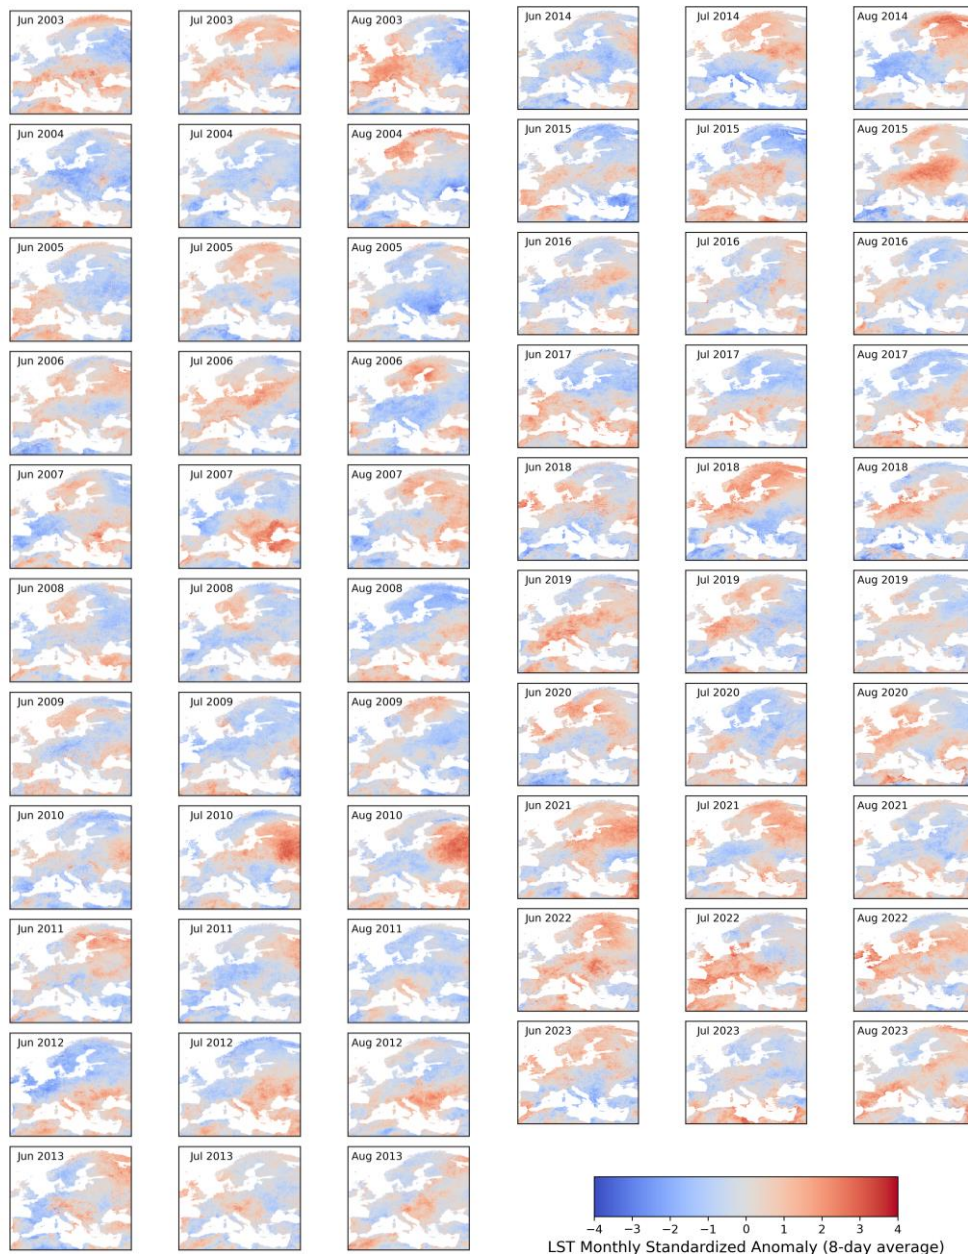 Jun 2003 Jul 2003 Aug 2003
Jun 2004 Jul 2004 Aug 2004
Jun 2005 Jul 2005 Aug 2005
Jun 2006 Jul 2006 Aug 2006
Jun 2007 Jul 2007 Aug 2007
Jun 2008 Jul 2008 Aug 2008
Jun 2009 Jul 2009 Aug 2009
Jun 2010 Jul 2010 Aug 2010
Jun 2011 Jul 2011 Aug 2011
Jun 2012 Jul 2012 Aug 2012
Jun 2013 Jul 2013 Aug 2013
Jun 2014 Jul 2014 Aug 2014
Jun 2015 Jul 2015 Aug 2015
Jun 2016 Jul 2016 Aug 2016
Jun 2017 Jul 2017 Aug 2017
Jun 2018 Jul 2018 Aug 2018
Jun 2019 Jul 2019 Aug 2019
Jun 2020 Jul 2020 Aug 2020
Jun 2021 Jul 2021 Aug 2021
Jun 2022 Jul 2022 Aug 2022
Jun 2023 Jul 2023 Aug 2023
−4 −3 −2 −1 0 1 2 3 4
LST Monthly Standardized Anomaly (8-day average)